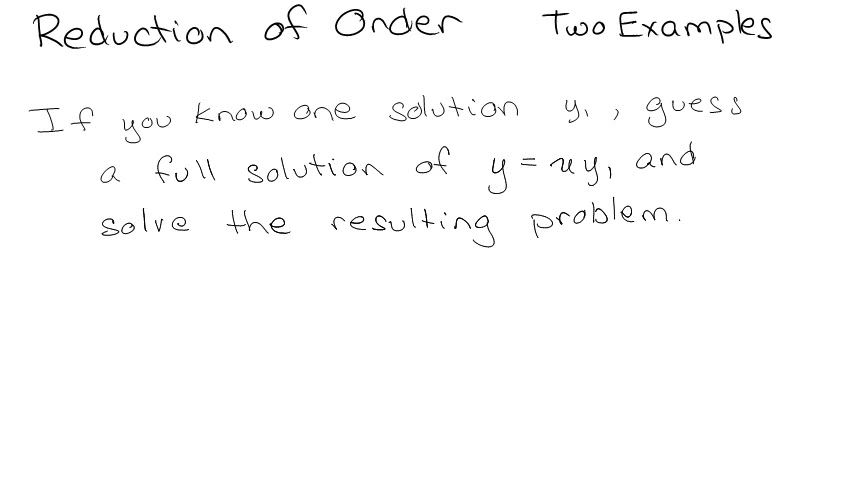 Reduction of Order Two Examples
If you know one solution y₁, guess
a full solution of y = uy₁ and
solve the resulting problem.